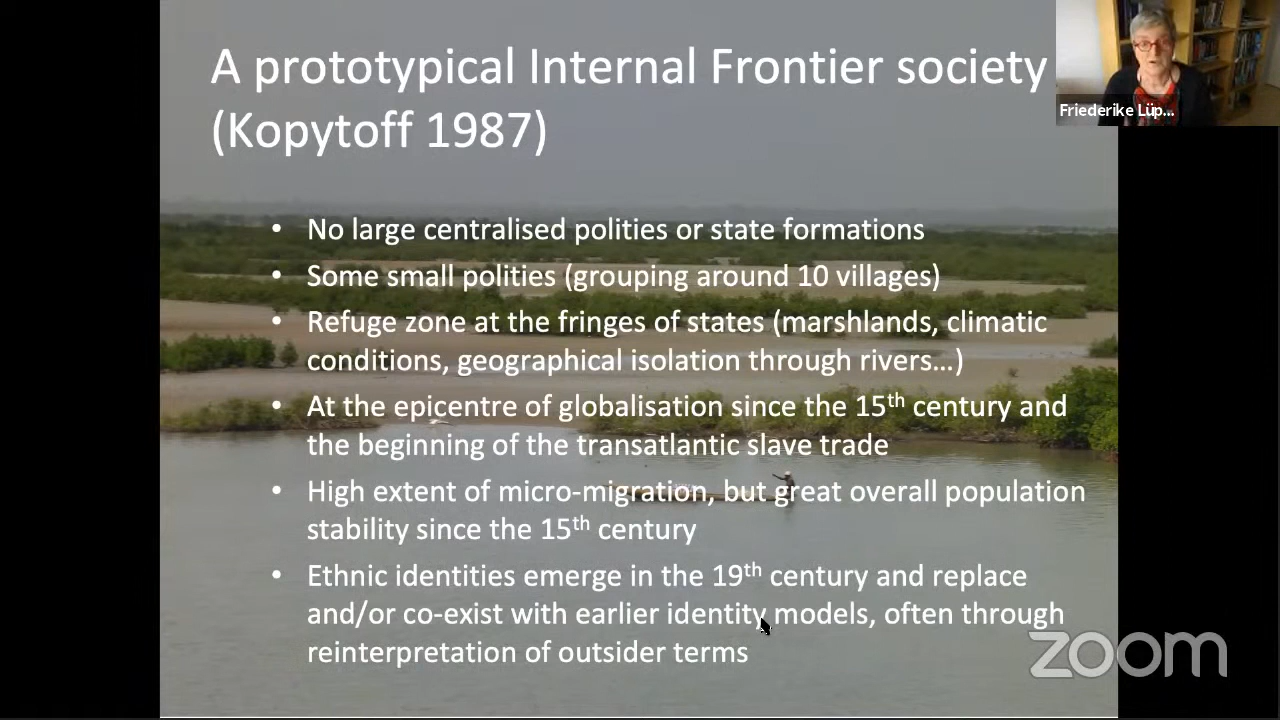 A prototypical Internal Frontier society
(Kopytoff 1987)
• No large centralised polities or state formations
• Some small polities (grouping around 10 villages)
• Refuge zone at the fringes of states (marshlands, climatic
conditions, geographical isolation through rivers…)
• At the epicentre of globalisation since the 15th century and
the beginning of the transatlantic slave trade
• High extent of micro-migration, but great overall population
stability since the 15th century
• Ethnic identities emerge in the 19th century and replace
and/or co-exist with earlier identity models, often through
reinterpretation of outsider terms
Friederike Lüp...
zoom